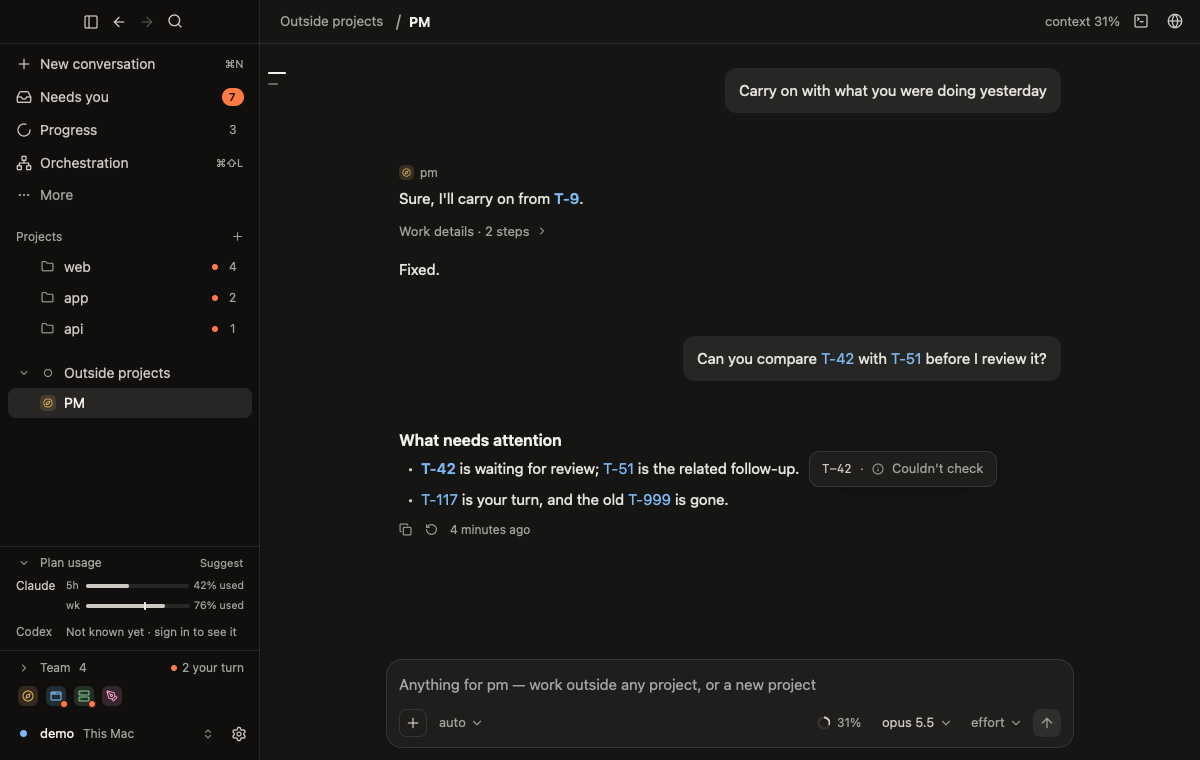 Outside projects / PM
context 31%
New conversation ⌘N
Needs you 7
Progress 3
Orchestration ⌘⇧L
More
Projects
web 4
app 2
api 1
Outside projects
PM
Plan usage Suggest
Claude 5h 42% used
wk 76% used
Codex Not known yet · sign in to see it
Team 4 2 your turn
demo This Mac
Carry on with what you were doing yesterday
pm
Sure, I'll carry on from T-9.
Work details · 2 steps
Fixed.
Can you compare T-42 with T-51 before I review it?
What needs attention
• T-42 is waiting for review; T-51 is the related follow-up.
T–42 · Couldn't check
• T-117 is your turn, and the old T-999 is gone.
4 minutes ago
Anything for pm — work outside any project, or a new project
auto 31% opus 5.5 effort